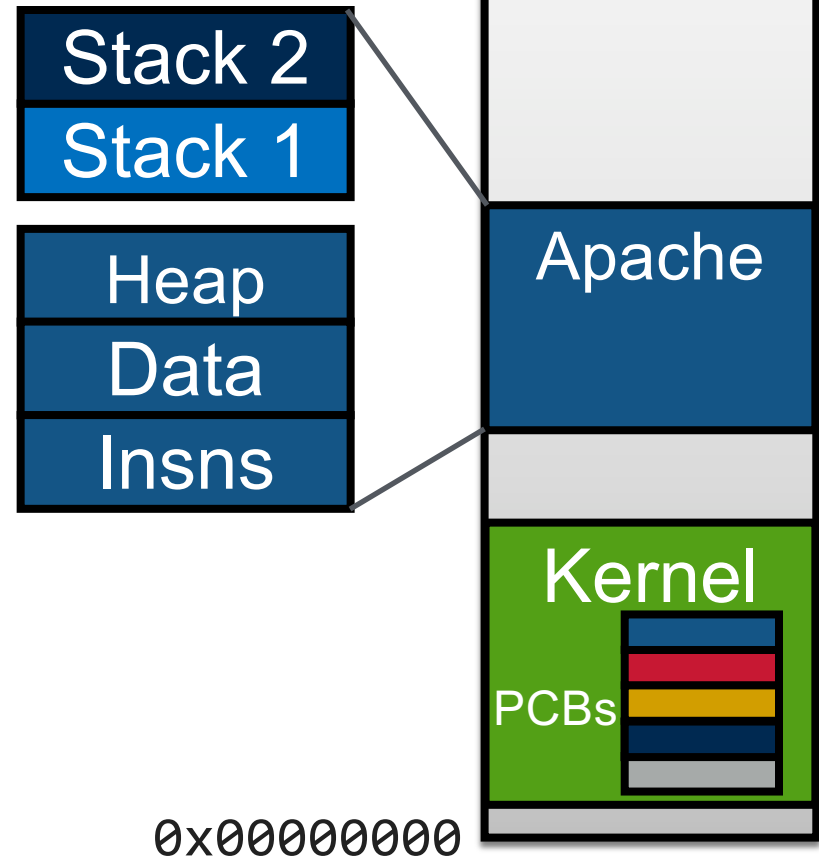 Stack 2
Stack 1
Heap
Data
Insns
Apache
Kernel
PCBs
0x00000000